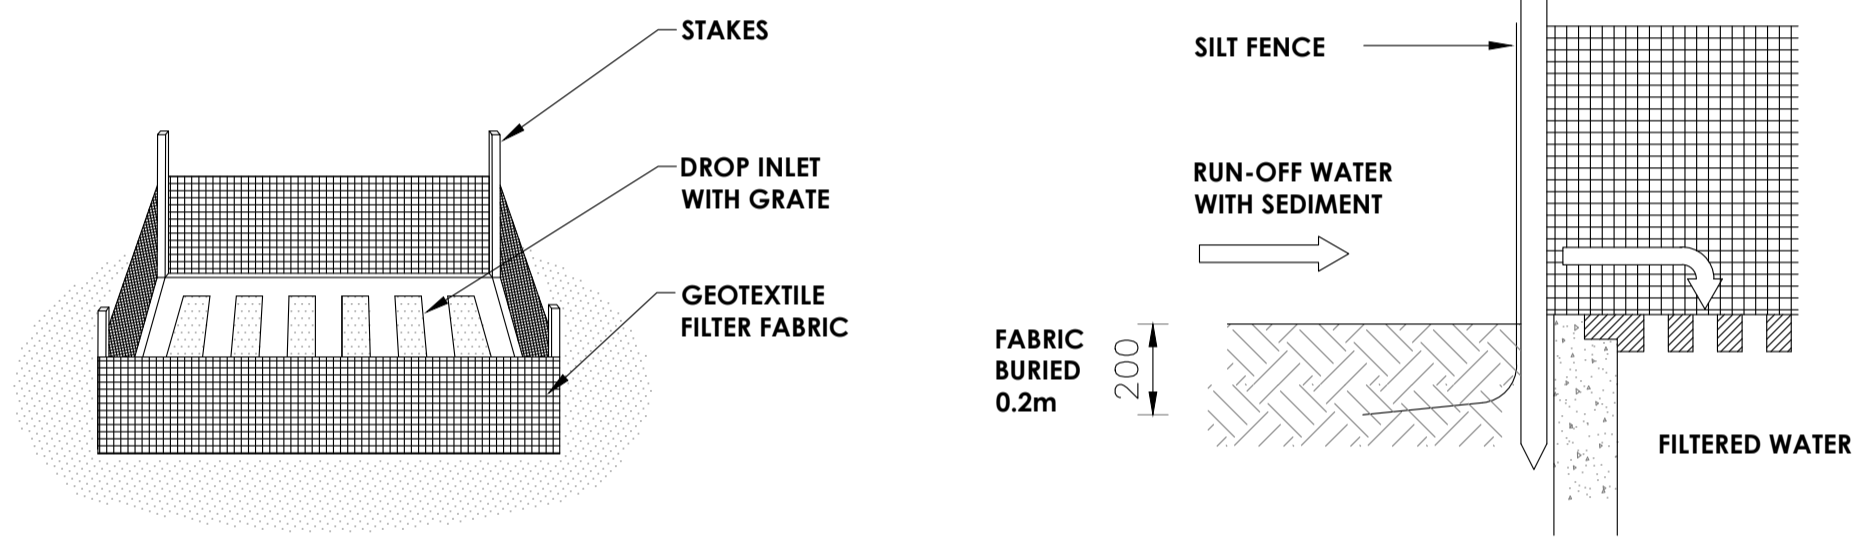 STAKES
DROP INLET
WITH GRATE
GEOTEXTILE
FILTER FABRIC
SILT FENCE
RUN-OFF WATER
WITH SEDIMENT
FABRIC
BURIED
0.2m
200
FILTERED WATER